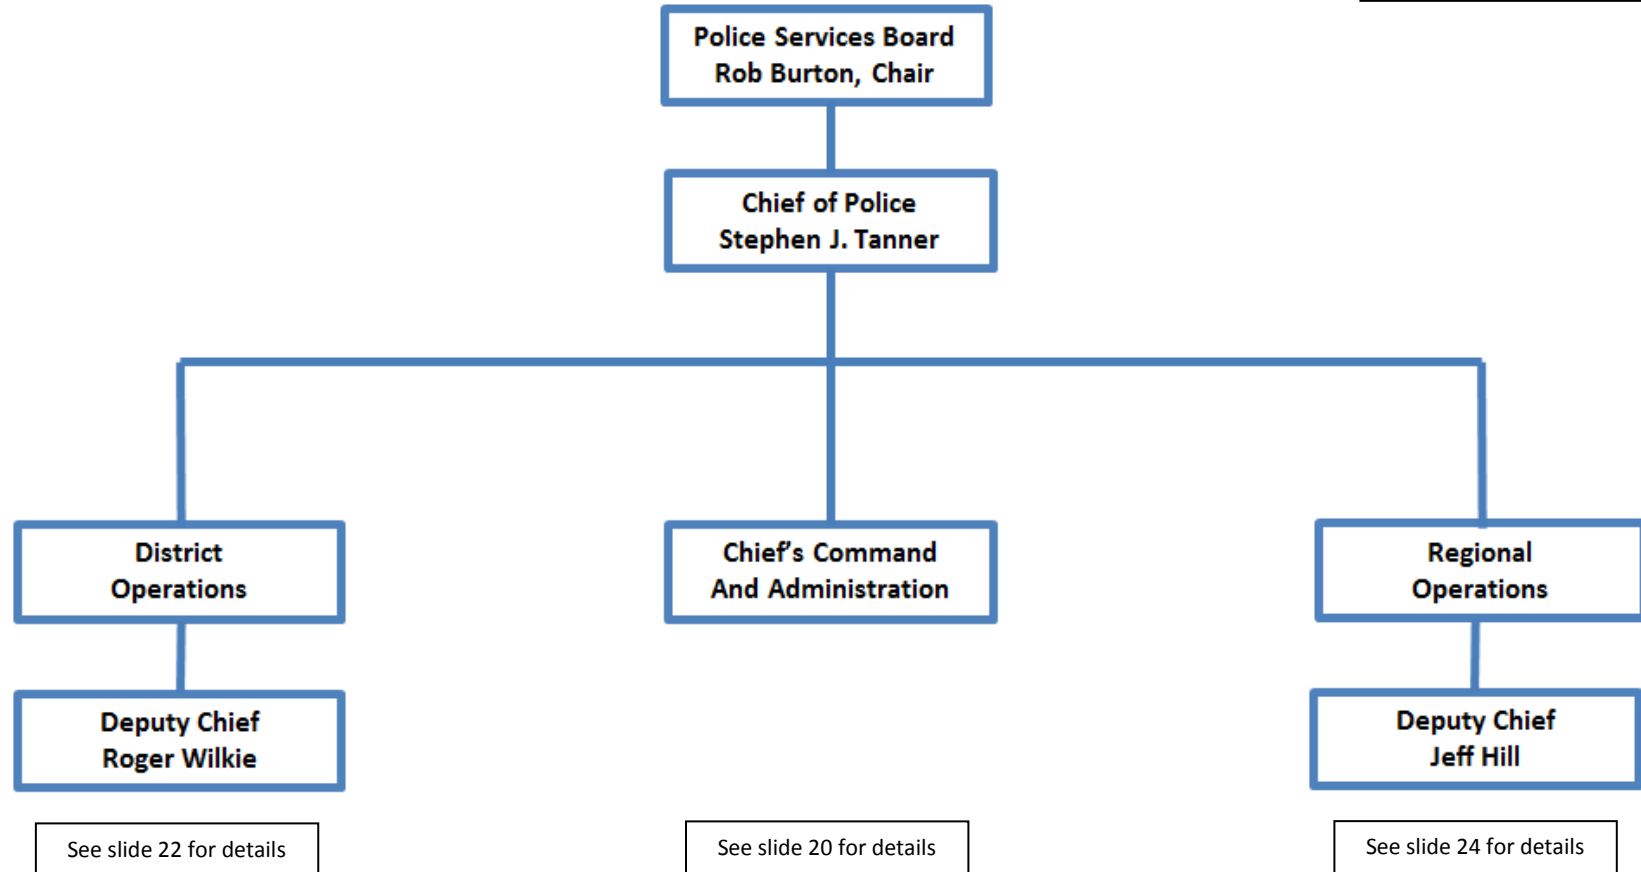 Police Services Board
Rob Burton, Chair
Chief of Police
Stephen J. Tanner
District
Operations
Chief's Command
And Administration
Regional
Operations
Deputy Chief
Roger Wilkie
Deputy Chief
Jeff Hill
See slide 22 for details
See slide 20 for details
See slide 24 for details